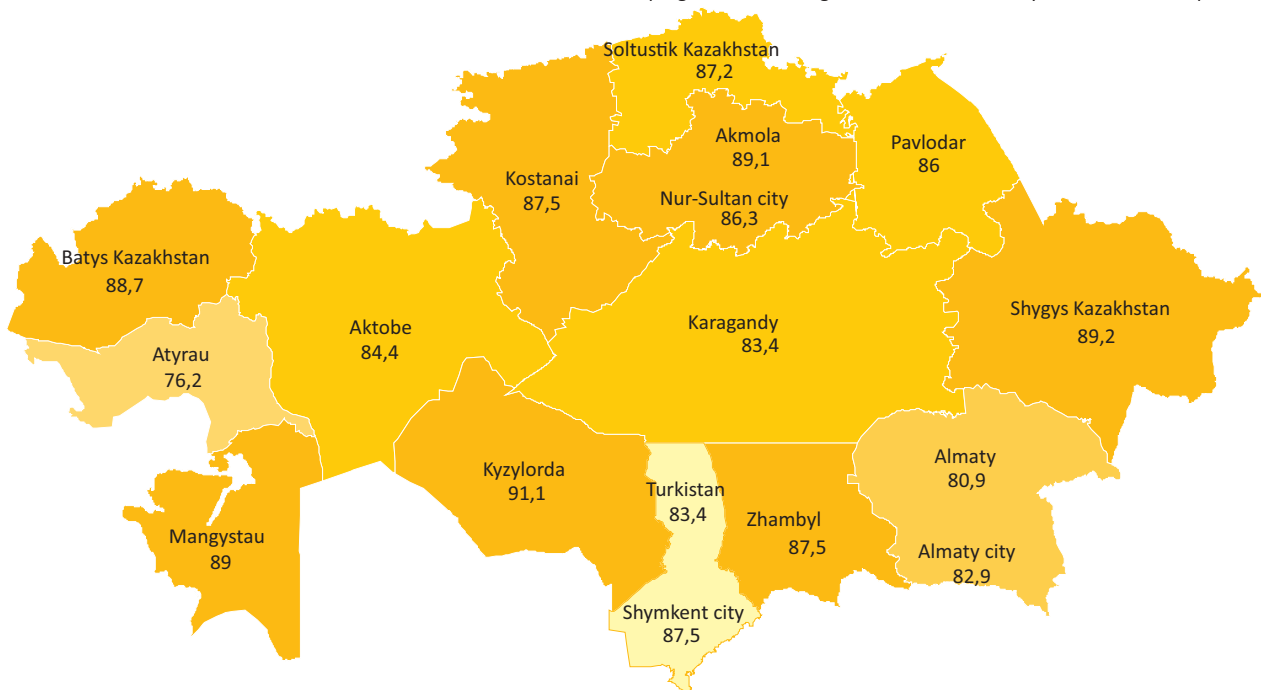 Soltustik Kazakhstan
87,2
Akmola
89,1
Pavlodar
86
Kostanai
87,5
Nur-Sultan city
86,3
Batys Kazakhstan
88,7
Aktobe
84,4
Karagandy
83,4
Shygys Kazakhstan
89,2
Atyrau
76,2
Kyzylorda
91,1
Turkistan
83,4
Almaty
80,9
Zhambyl
87,5
Mangystau
89
Almaty city
82,9
Shymkent city
87,5